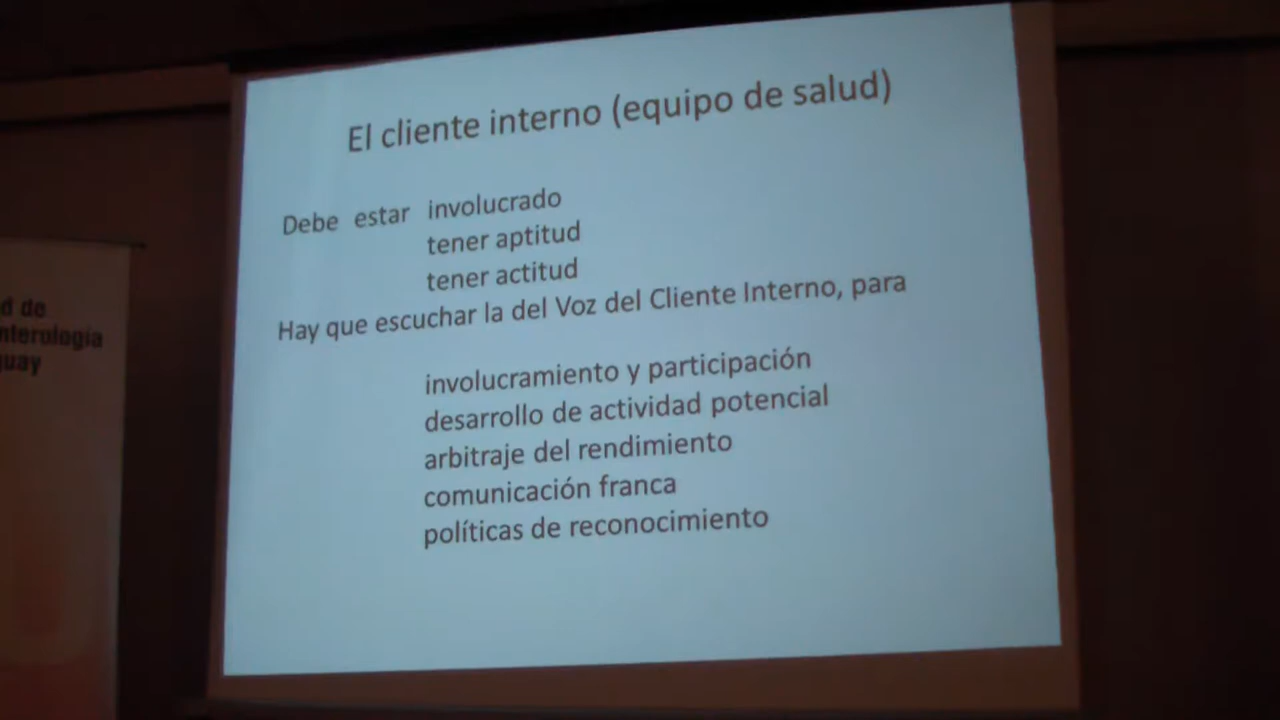 El cliente interno (equipo de salud)
Debe estar involucrado
tener aptitud
tener actitud
Hay que escuchar la del Voz del Cliente Interno, para
involucramiento y participación
desarrollo de actividad potencial
arbitraje del rendimiento
comunicación franca
políticas de reconocimiento
d de
nterología
uay